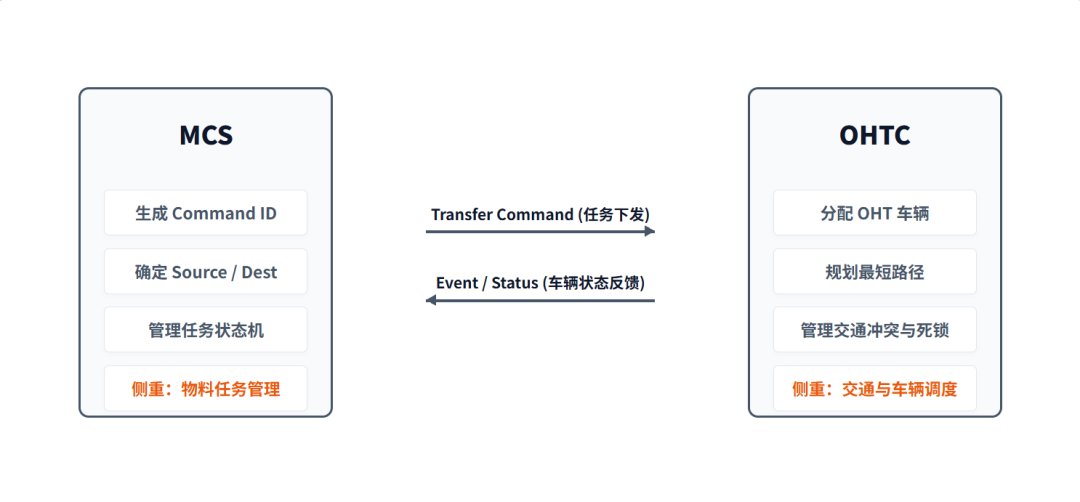 MCS
生成 Command ID
确定 Source / Dest
管理任务状态机
侧重：物料任务管理
Transfer Command (任务下发)
Event / Status (车辆状态反馈)
OHTC
分配 OHT 车辆
规划最短路径
管理交通冲突与死锁
侧重：交通与车辆调度